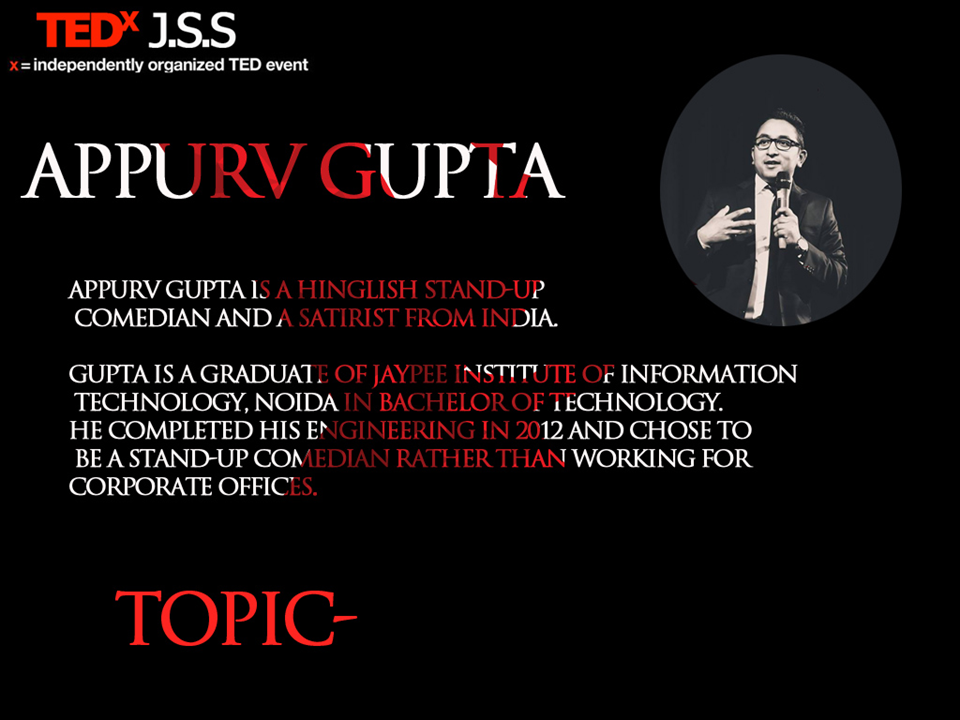 TEDx J.S.S
x = independently organized TED event
APPURV GUPTA
APPURV GUPTA IS A HINGLISH STAND-UP
COMEDIAN AND A SATIRIST FROM INDIA.
GUPTA IS A GRADUATE OF JAYPEE INSTITUTE OF INFORMATION
TECHNOLOGY, NOIDA IN BACHELOR OF TECHNOLOGY.
HE COMPLETED HIS ENGINEERING IN 2012 AND CHOSE TO
BE A STAND-UP COMEDIAN RATHER THAN WORKING FOR
CORPORATE OFFICES.
TOPIC-